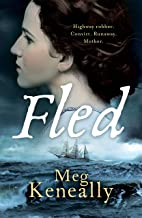 Highway robber.
Convict. Runaway.
Mother.
Fled
Meg
Keneally